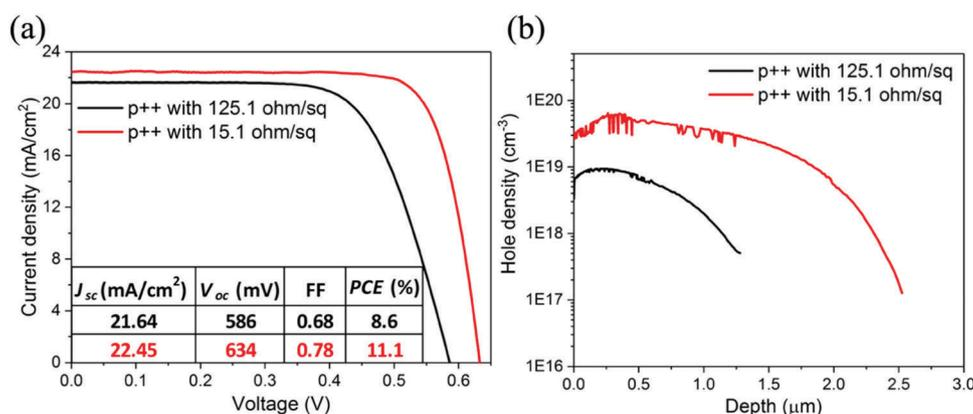 (a)
24
20
16
12
8
4
0
Current density (mA/cm²)
p++ with 125.1 ohm/sq
p++ with 15.1 ohm/sq
Jsc (mA/cm²) Voc (mV) FF PCE (%)
21.64 586 0.68 8.6
22.45 634 0.78 11.1
0.0 0.1 0.2 0.3 0.4 0.5 0.6
Voltage (V)
(b)
p++ with 125.1 ohm/sq
p++ with 15.1 ohm/sq
1E20
1E19
1E18
1E17
1E16
Hole density (cm⁻³)
0.0 0.5 1.0 1.5 2.0 2.5 3.0
Depth (μm)